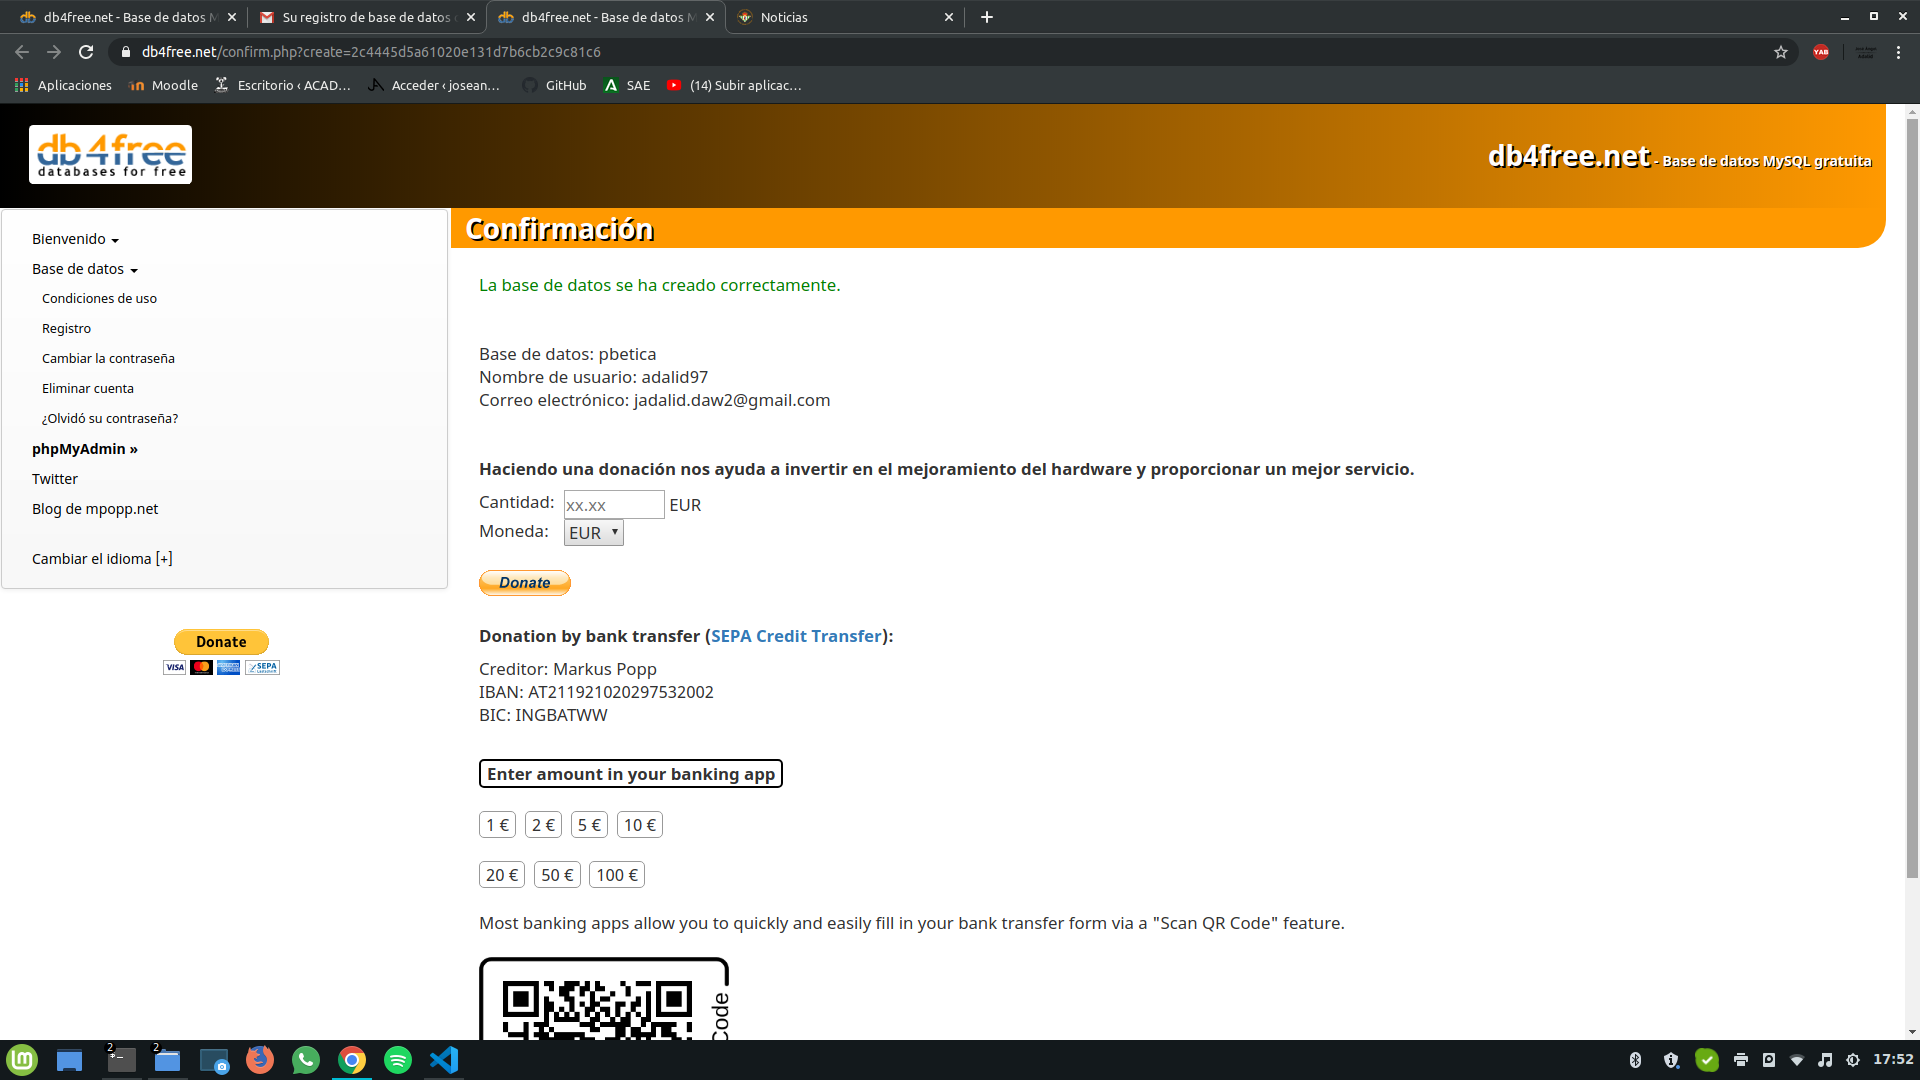 db4free.net - Base de datos M
Su registro de base de datos
db4free.net - Base de datos M
Noticias
db4free.net/confirm.php?create=2c4445d5a61020e131d7b6cb2c9c81c6
YAB
Aplicaciones
Moodle
Escritorio ‹ ACAD...
Acceder ‹ josean...
GitHub
SAE
(14) Subir aplicac...
db4free
databases for free
db4free.net - Base de datos MySQL gratuita
Bienvenido
Base de datos
Condiciones de uso
Registro
Cambiar la contraseña
Eliminar cuenta
¿Olvidó su contraseña?
phpMyAdmin »
Twitter
Blog de mpopp.net
Cambiar el idioma [+]
Donate
VISA
SEPA
Confirmación
La base de datos se ha creado correctamente.
Base de datos: pbetica
Nombre de usuario: adalid97
Correo electrónico: jadalid.daw2@gmail.com
Haciendo una donación nos ayuda a invertir en el mejoramiento del hardware y proporcionar un mejor servicio.
Cantidad: xx.xx EUR
Moneda: EUR
Donate
Donation by bank transfer (SEPA Credit Transfer):
Creditor: Markus Popp
IBAN: AT211921020297532002
BIC: INGBATWW
Enter amount in your banking app
1 € 2 € 5 € 10 €
20 € 50 € 100 €
Most banking apps allow you to quickly and easily fill in your bank transfer form via a "Scan QR Code" feature.
Code
2
2
17:52